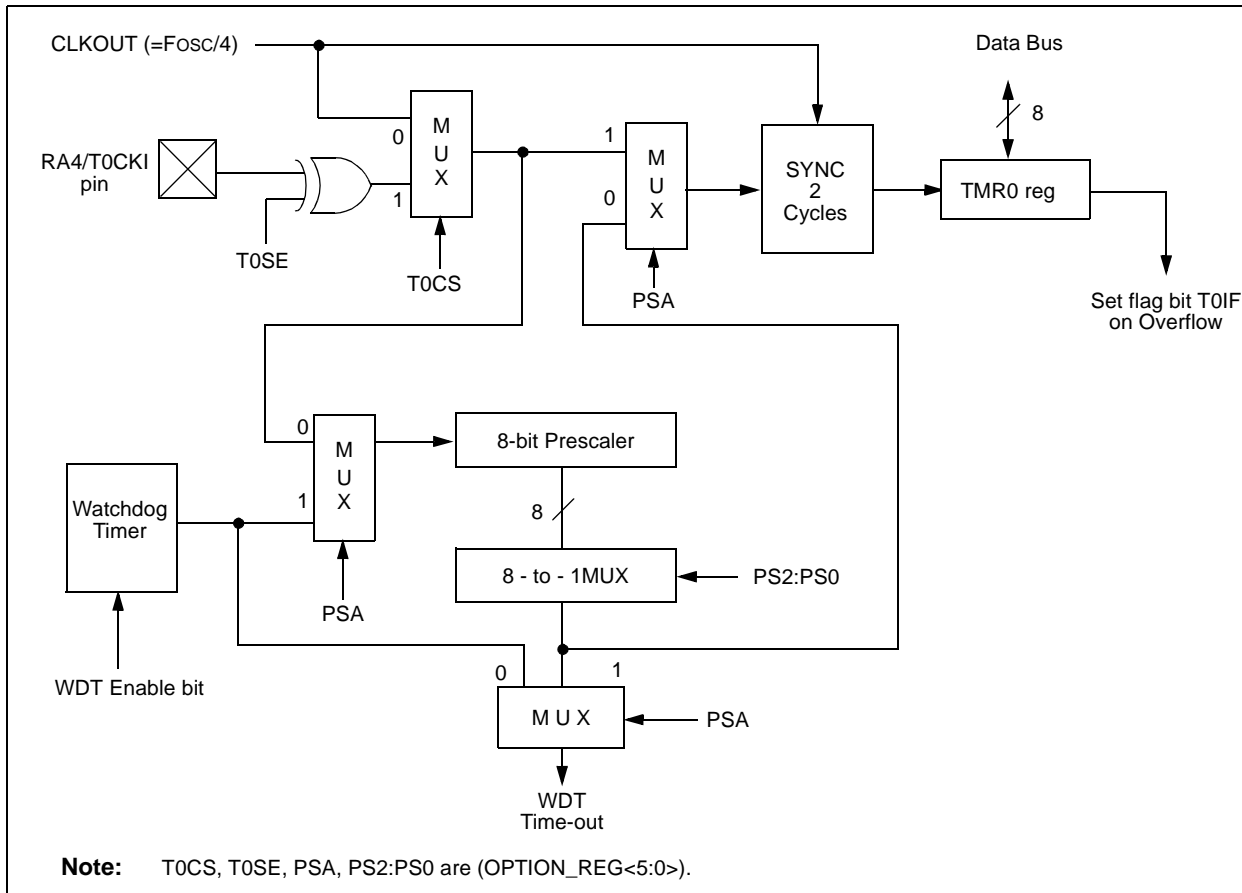 CLKOUT (=FOSC/4)
Data Bus
8
RA4/T0CKI
pin
0
1
M
U
X
T0SE
T0CS
1
0
M
U
X
PSA
SYNC
2
Cycles
TMR0 reg
Set flag bit T0IF
on Overflow
0
1
M
U
X
PSA
8-bit Prescaler
8
Watchdog
Timer
WDT Enable bit
8 - to - 1MUX
PS2:PS0
0
1
M U X
PSA
WDT
Time-out
Note: T0CS, T0SE, PSA, PS2:PS0 are (OPTION_REG<5:0>).